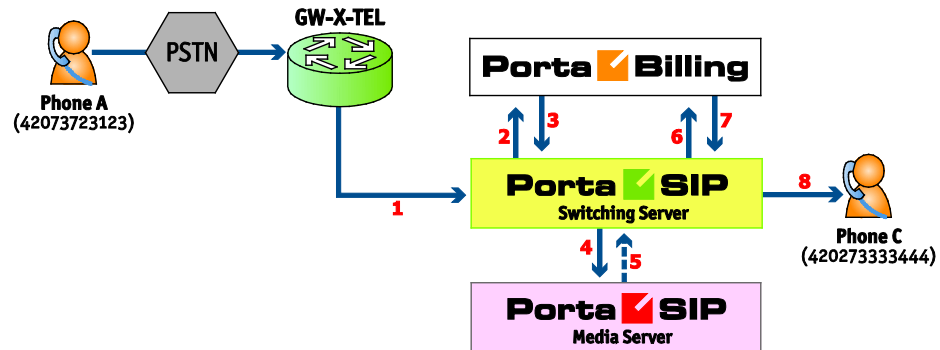 GW-X-TEL
PSTN
Phone A
(42073723123)
Porta Billing
2
3
6
7
1
Porta SIP
Switching Server
8
Phone C
(420273333444)
4
5
Porta SIP
Media Server